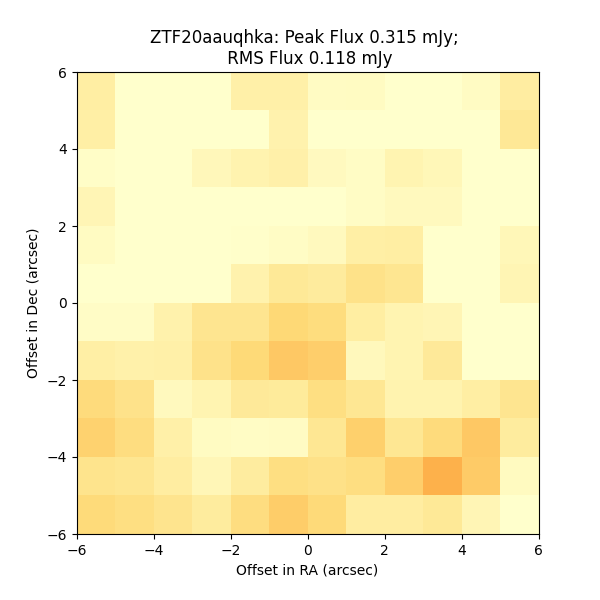 ZTF20aauqhka: Peak Flux 0.315 mJy;
RMS Flux 0.118 mJy
6
4
2
0
−2
−4
−6
Offset in Dec (arcsec)
−6 −4 −2 0 2 4 6
Offset in RA (arcsec)